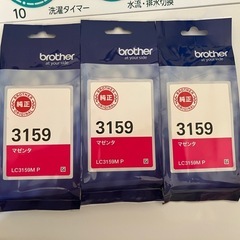 10
洗濯タイマー
水流・排水切換
brother
at your side
純正
3159
マゼンタ
LC3159M P
brother
at your side
純正
3159
マゼンタ
LC3159M P
brother
at your side
純正
3159
マゼンタ
LC3159M P